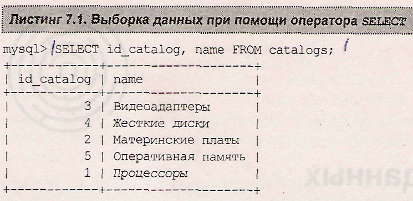 Листинг 7.1. Выборка данных при помощи оператора SELECT
mysql> SELECT id_catalog, name FROM catalogs;
+------------+--------------------+
| id_catalog | name |
+------------+--------------------+
| 3 | Видеоадаптеры |
| 4 | Жесткие диски |
| 2 | Материнские платы |
| 5 | Оперативная память |
| 1 | Процессоры |
+------------+--------------------+